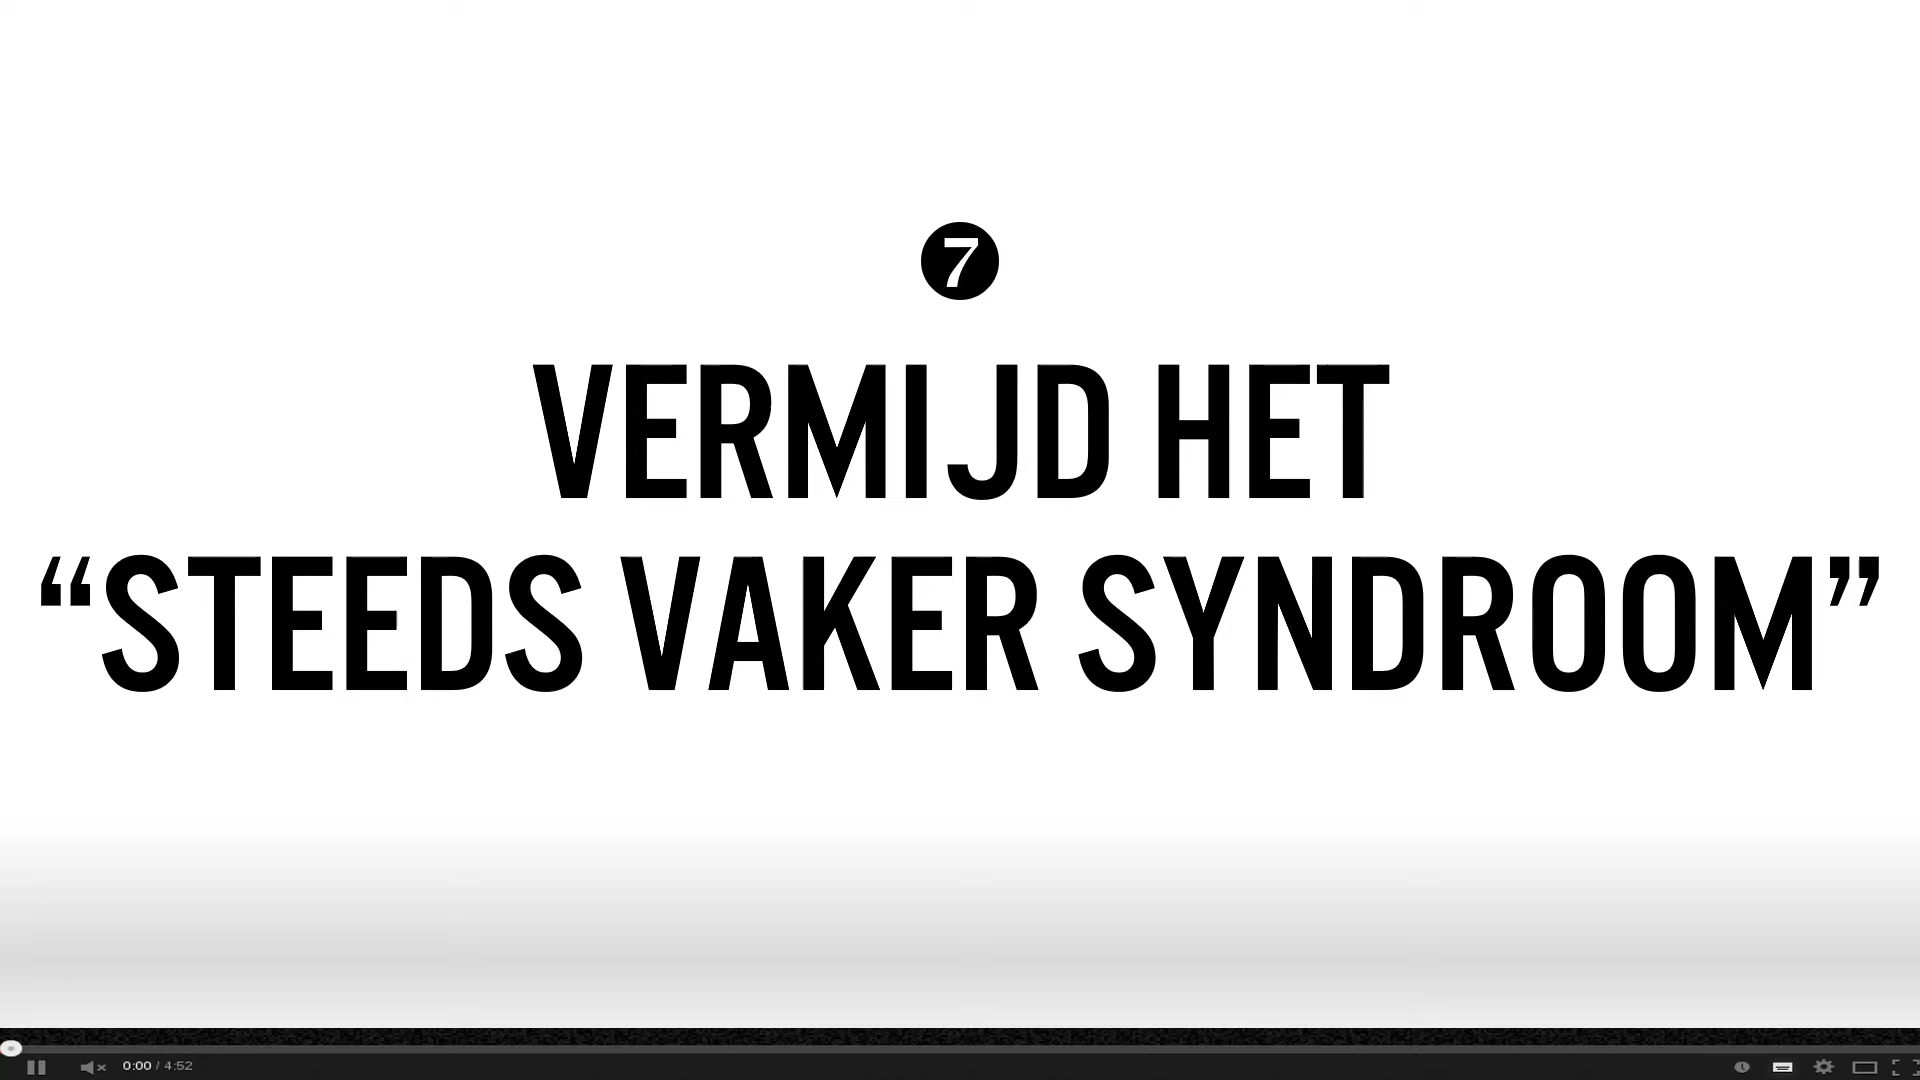 7
VERMIJD HET
“STEEDS VAKER SYNDROOM”
0:00 / 4:52